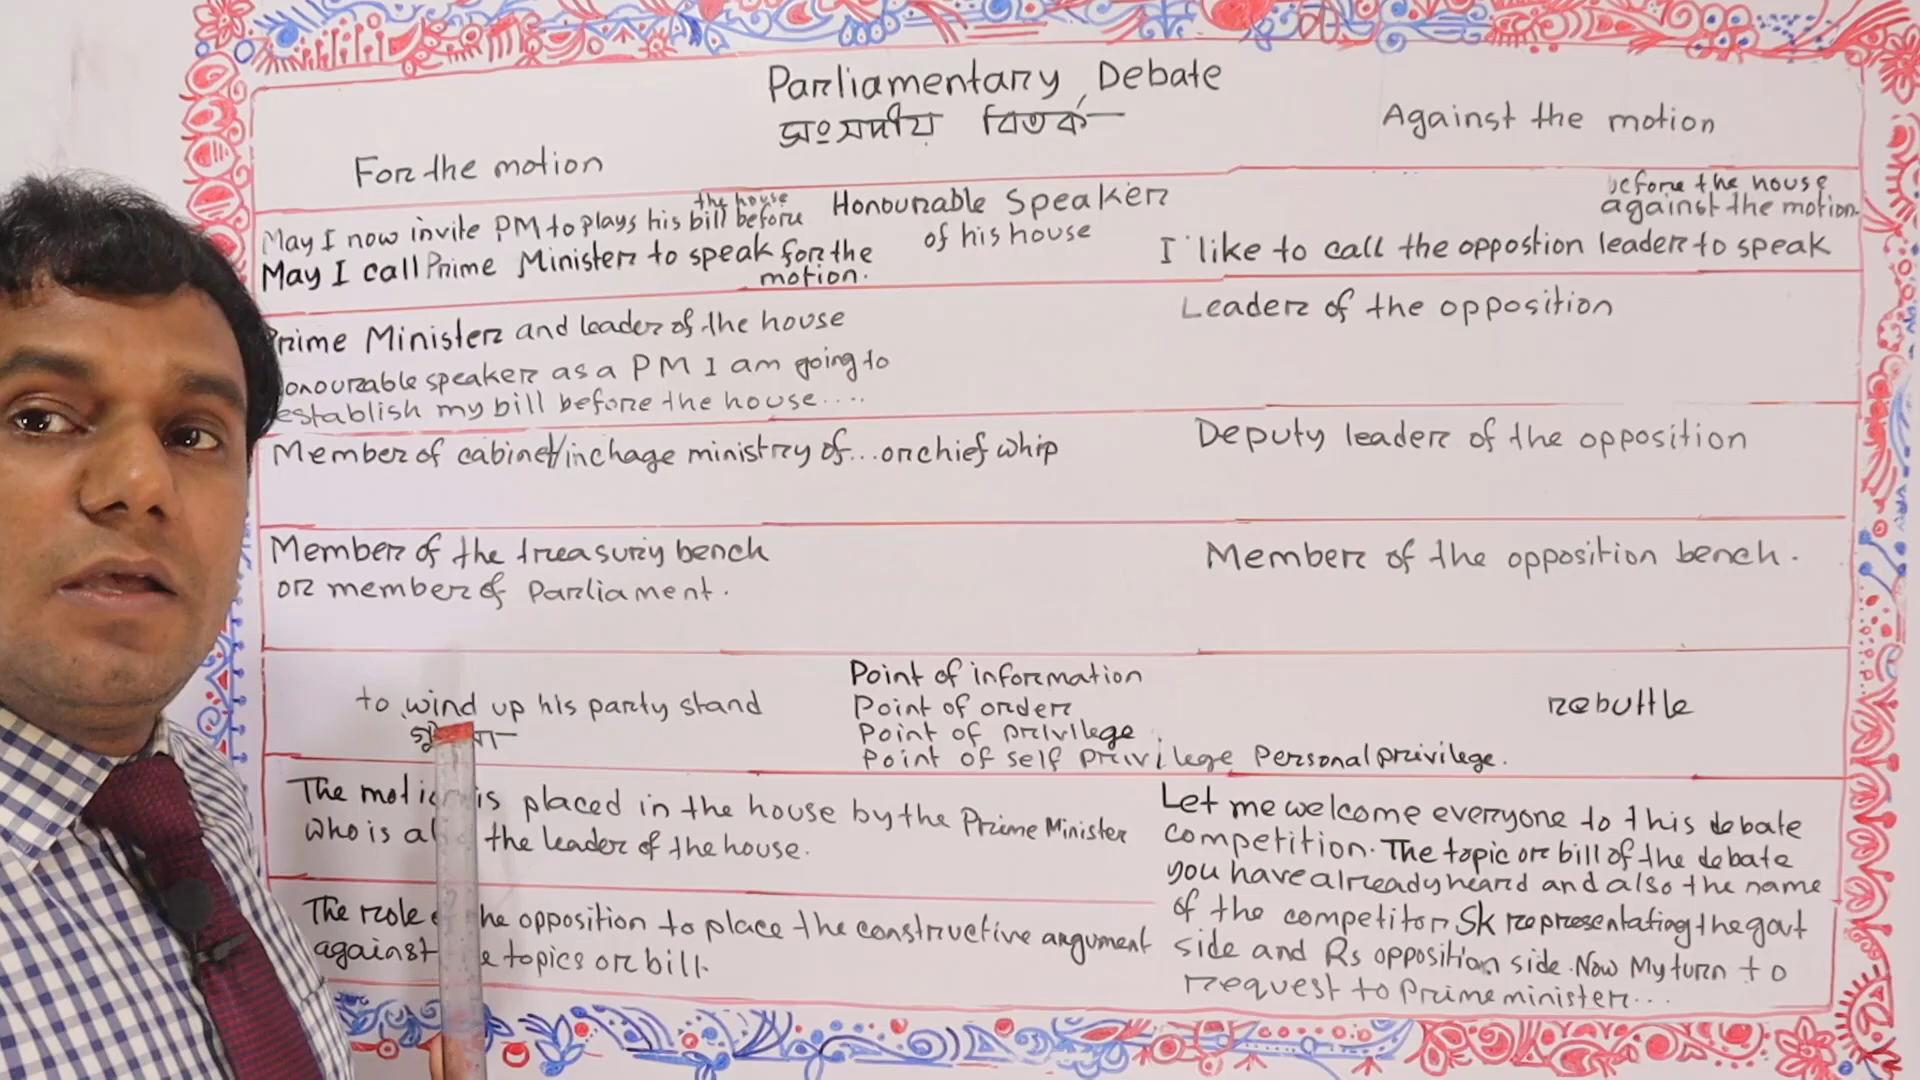 Parliamentary Debate
সংসদীয় বিতর্ক
For the motion
Against the motion
the house
May I now invite PM to plays his bill before
May I call Prime Minister to speak for the
motion.
Honourable Speaker
of his house
before the house
against the motion.
I like to call the oppostion leader to speak
Prime Minister and leader of the house
onourable speaker as a PM I am going to
establish my bill before the house....
Leader of the opposition
Member of cabinet/inchage ministry of...or chief whip
Deputy leader of the opposition
Member of the treasury bench
or member of Parliament.
Member of the opposition bench.
to wind up his party stand
Point of information
Point of order
Point of privilege
Point of self privilege Personal privilege.
rebuttle
The motion is placed in the house by the Prime Minister
who is the leader of the house.
The role the opposition to place the constructive argument
against topics or bill.
Let me welcome everyone to this debate
competition. The topic or bill of the debate
you have already heard and also the name
of the competitor Sk representating the govt
side and Rs opposition side. Now My turn to
request to prime minister...